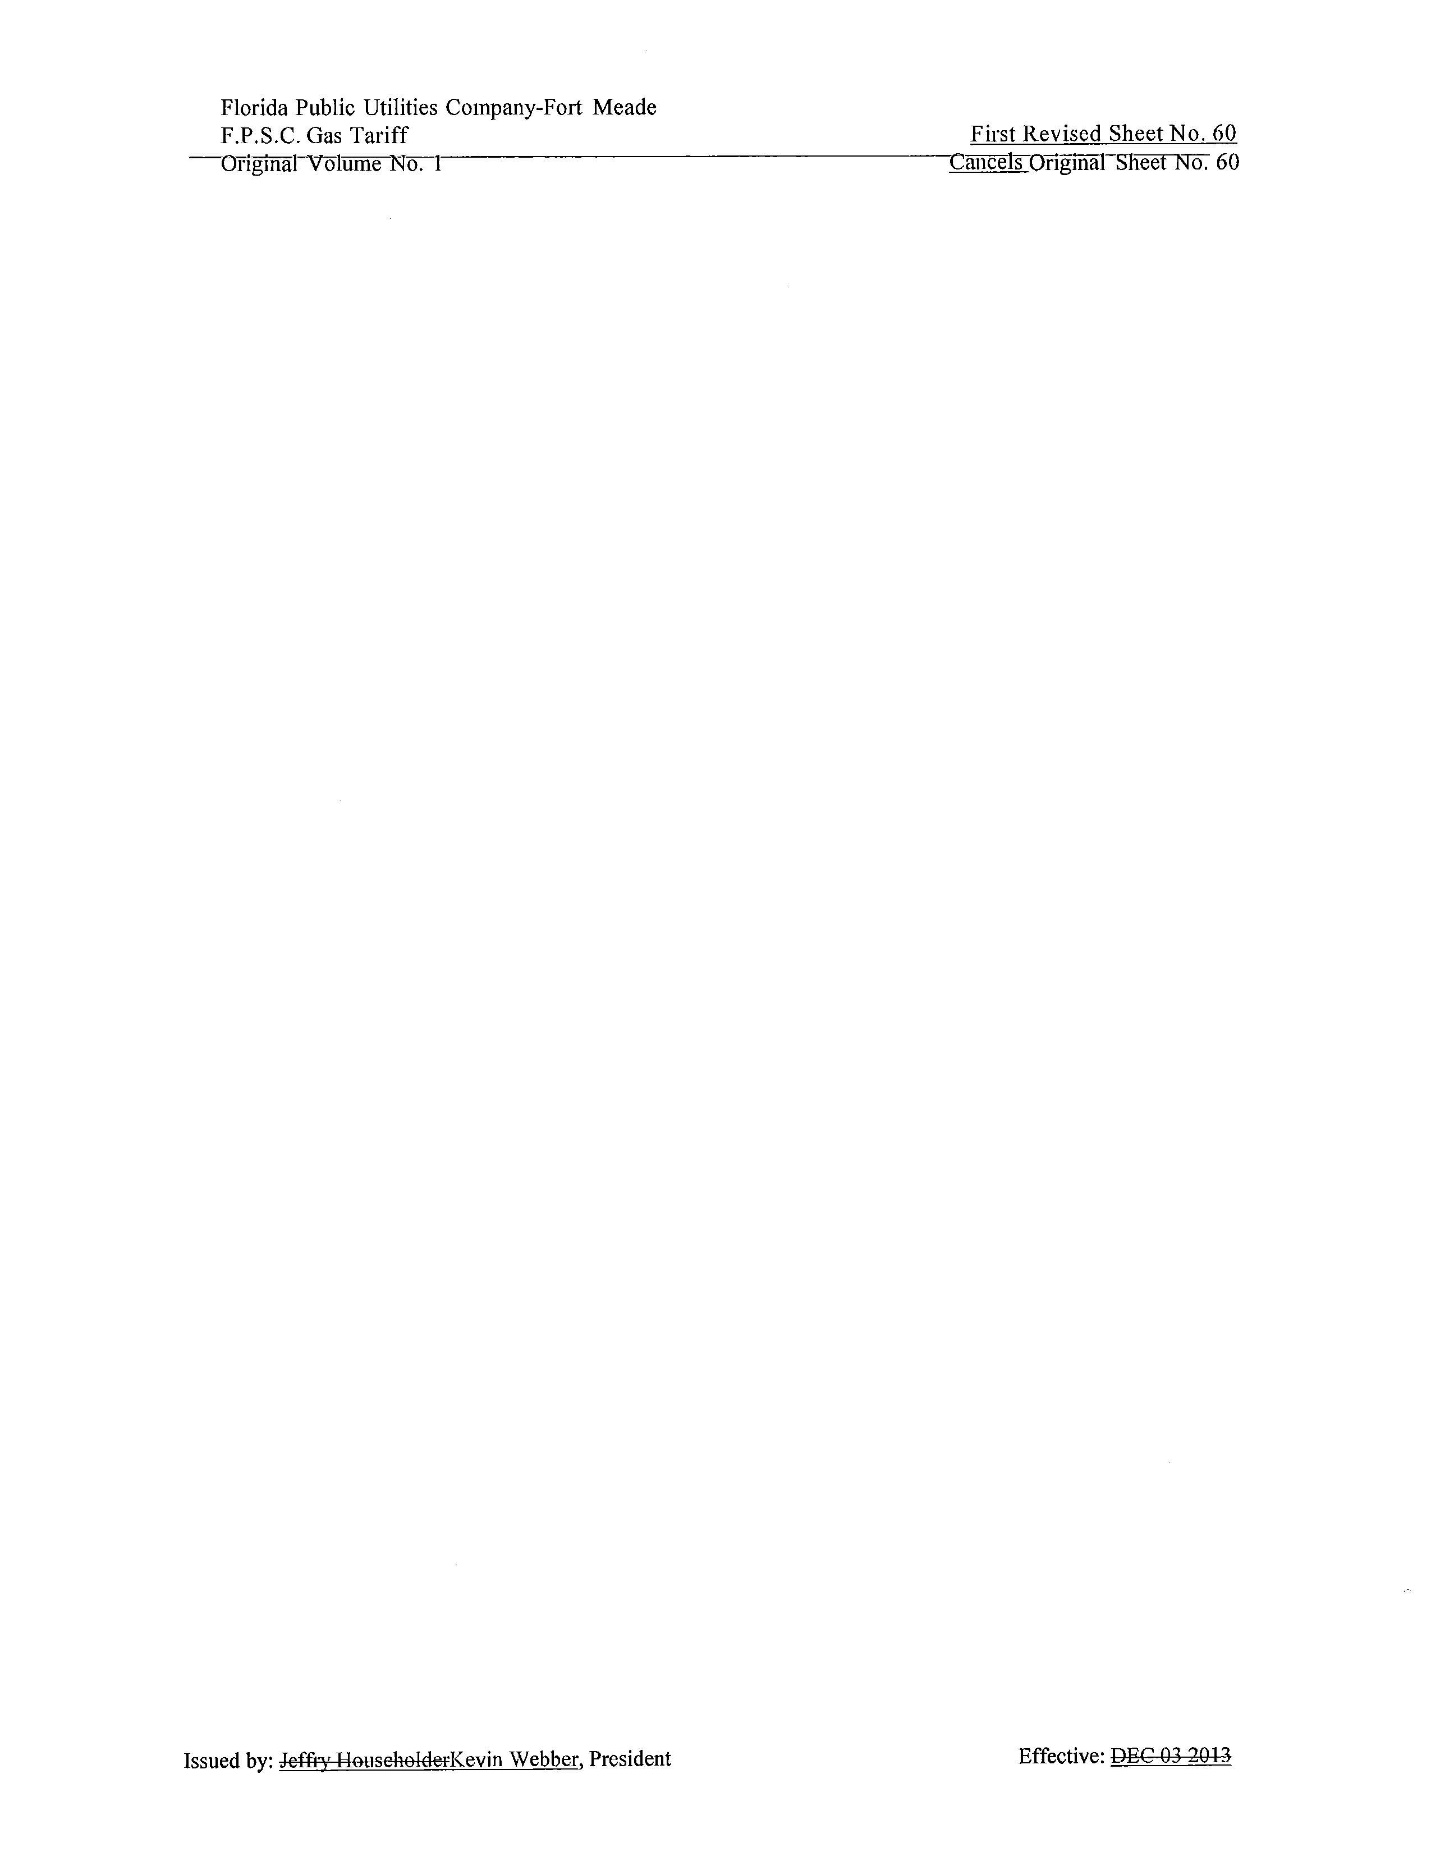 Florida Public Utilities Company-Fort Meade
F.P.S.C. Gas Tariff
First Revised Sheet No. 60
Original Volume No. 1
Cancels Original Sheet No. 60
Issued by: Jeffry HouseholderKevin Webber, President
Effective: DEC 03 2013